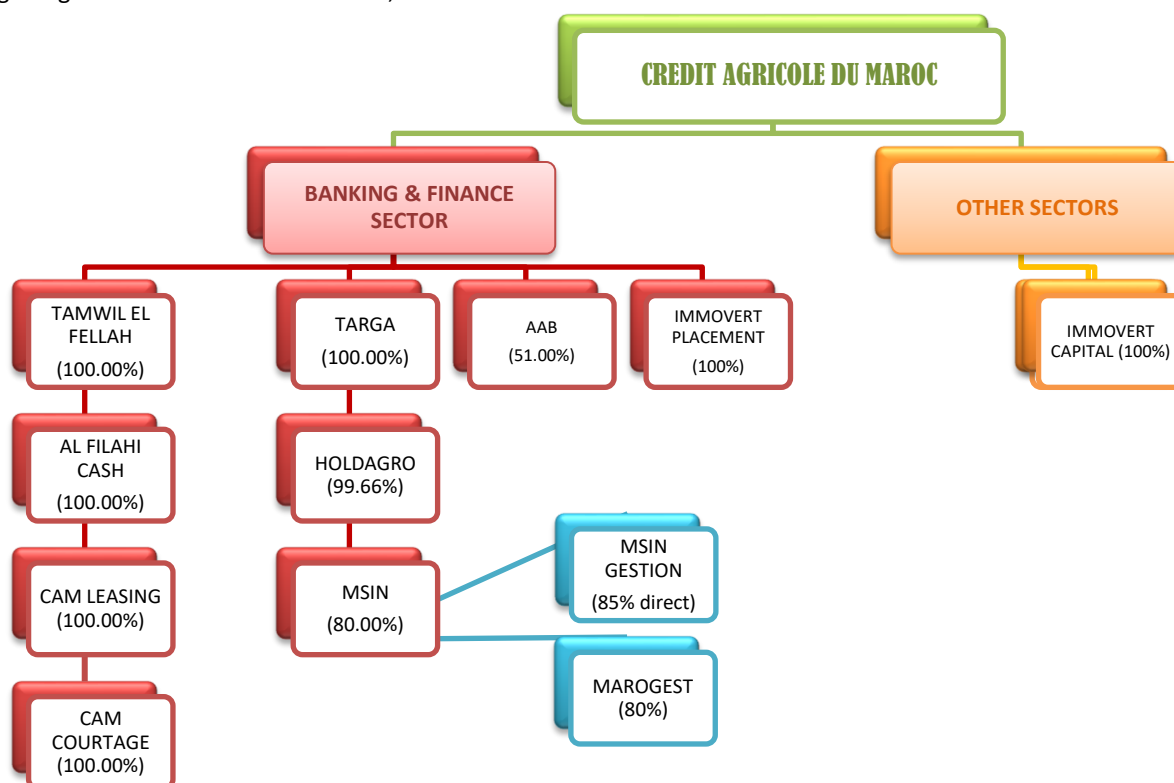 CREDIT AGRICOLE DU MAROC
BANKING & FINANCE
SECTOR
OTHER SECTORS
TAMWIL EL
FELLAH
(100.00%)
TARGA
(100.00%)
AAB
(51.00%)
IMMOVERT
PLACEMENT
(100%)
IMMOVERT
CAPITAL (100%)
AL FILAHI
CASH
(100.00%)
HOLDAGRO
(99.66%)
CAM LEASING
(100.00%)
MSIN
(80.00%)
MSIN
GESTION
(85% direct)
MAROGEST
(80%)
CAM
COURTAGE
(100.00%)